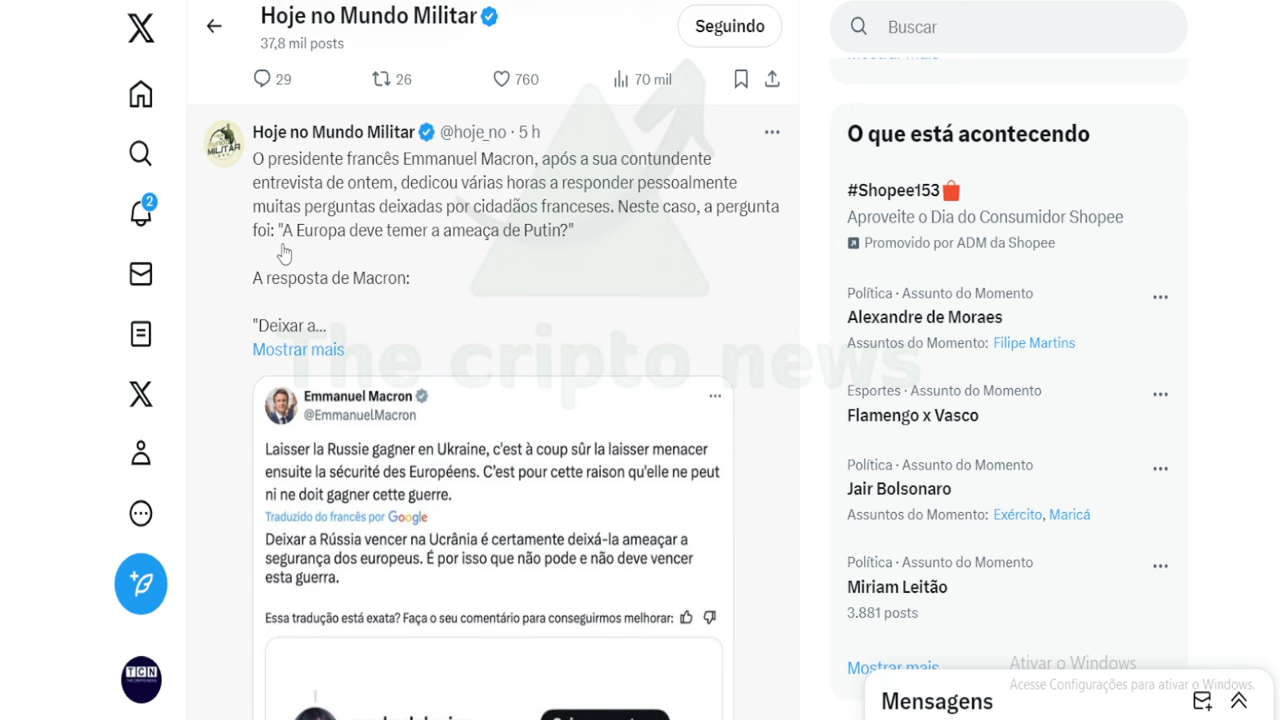 Hoje no Mundo Militar
37,8 mil posts
Seguindo
Buscar
29
26
760
70 mil
Hoje no Mundo Militar @hoje_no · 5 h
O presidente francês Emmanuel Macron, após a sua contundente
entrevista de ontem, dedicou várias horas a responder pessoalmente
muitas perguntas deixadas por cidadãos franceses. Neste caso, a pergunta
foi: "A Europa deve temer a ameaça de Putin?"
A resposta de Macron:
"Deixar a...
Mostrar mais
Emmanuel Macron
@EmmanuelMacron
Laisser la Russie gagner en Ukraine, c'est à coup sûr la laisser menacer
ensuite la sécurité des Européens. C'est pour cette raison qu'elle ne peut
ni ne doit gagner cette guerre.
Traduzido do francês por Google
Deixar a Rússia vencer na Ucrânia é certamente deixá-la ameaçar a
segurança dos europeus. É por isso que não pode e não deve vencer
esta guerra.
Essa tradução está exata? Faça o seu comentário para conseguirmos melhorar:
The cripto news
MILITAR
2
TCN
Mostrar mais
O que está acontecendo
#Shopee153
Aproveite o Dia do Consumidor Shopee
Promovido por ADM da Shopee
Política · Assunto do Momento
Alexandre de Moraes
Assuntos do Momento: Filipe Martins
Esportes · Assunto do Momento
Flamengo x Vasco
Política · Assunto do Momento
Jair Bolsonaro
Assuntos do Momento: Exército, Maricá
Política · Assunto do Momento
Miriam Leitão
3.881 posts
Mostrar mais
Ativar o Windows
Acesse Configurações para ativar o Windows.
Mensagens